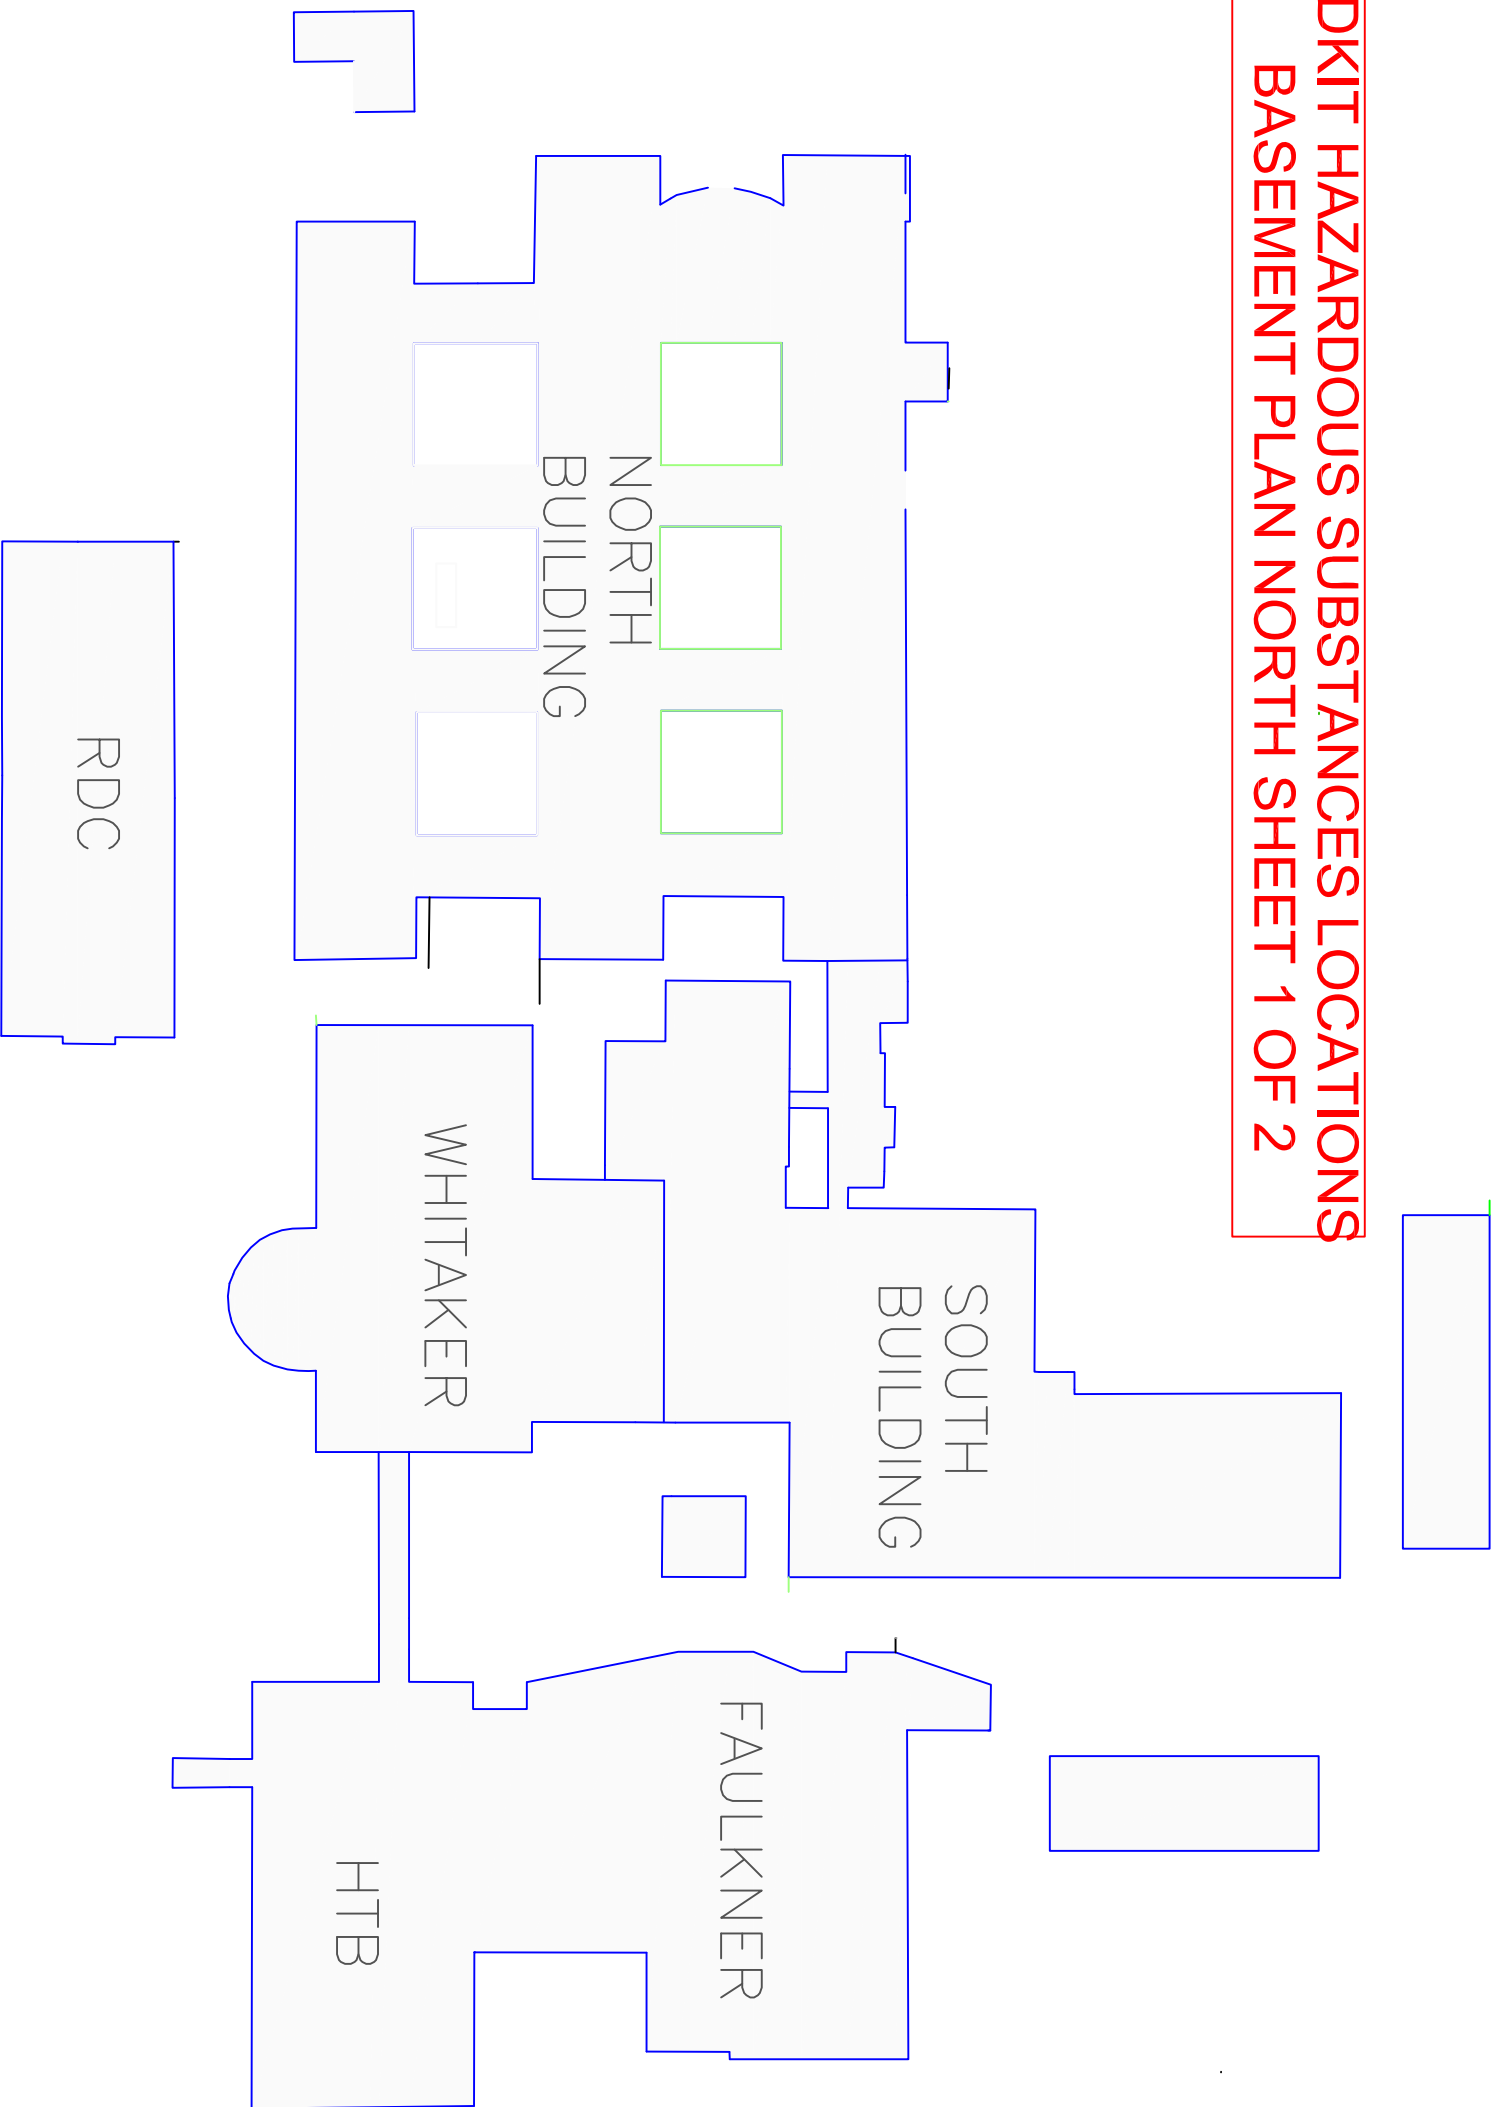 DKIT HAZARDOUS SUBSTANCES LOCATIONS
BASEMENT PLAN NORTH SHEET 1 OF 2
NORTH
BUILDING
RDC
WHITAKER
SOUTH
BUILDING
FAULKNER
HTB